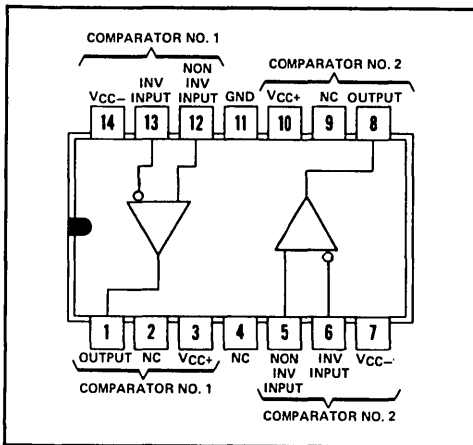 COMPARATOR NO. 1
COMPARATOR NO. 2
NON
INV INV
VCC– INPUT INPUT GND VCC+ NC OUTPUT
14 13 12 11 10 9 8
1 2 3 4 5 6 7
OUTPUT NC VCC+ NC NON INV VCC–
INV INPUT
INPUT
COMPARATOR NO. 1
COMPARATOR NO. 2